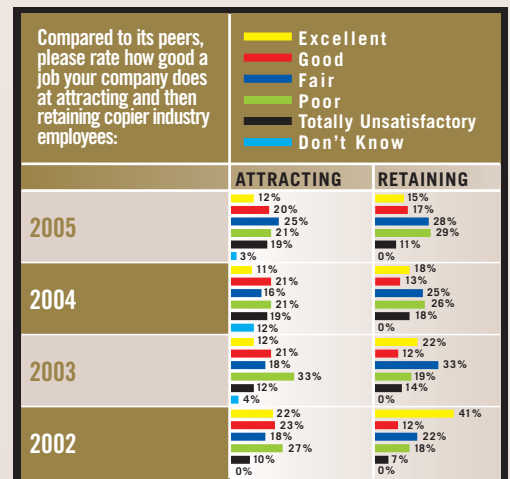 Compared to its peers,
please rate how good a
job your company does
at attracting and then
retaining copier industry
employees:
Excellent
Good
Fair
Poor
Totally Unsatisfactory
Don't Know
ATTRACTING RETAINING
2005
12% 15%
20% 17%
25% 28%
21% 29%
19% 11%
3% 0%
2004
11% 18%
21% 13%
16% 25%
21% 26%
19% 18%
12% 0%
2003
12% 22%
21% 12%
18% 33%
33% 19%
12% 14%
4% 0%
2002
22% 41%
23% 12%
18% 22%
27% 18%
10% 7%
0% 0%